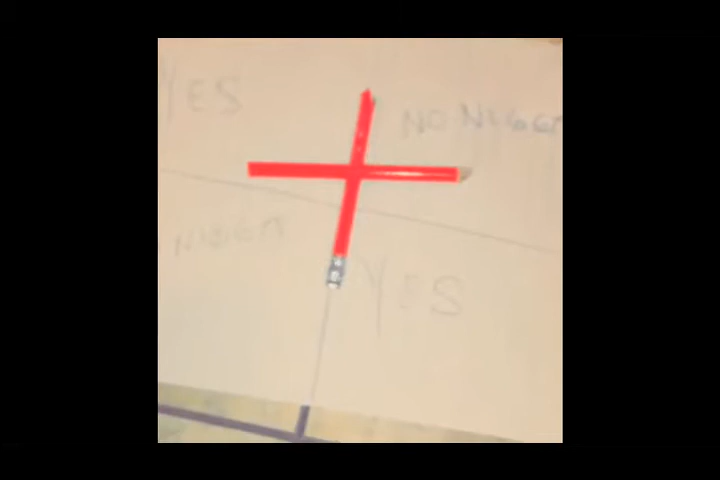 YES
NO NIGGA
NIGGA
YES